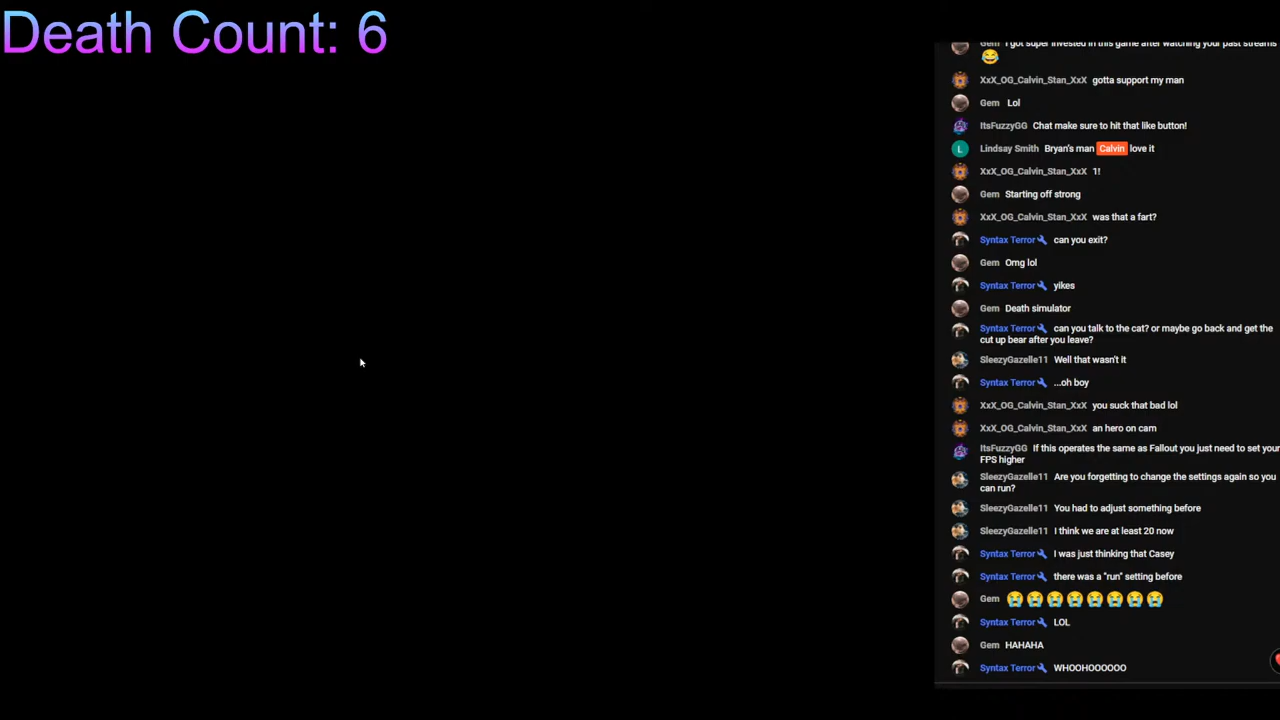 Death Count: 6
Gem I got super invested in this game after watching your past streams
😂
XxX_OG_Calvin_Stan_XxX gotta support my man
Gem Lol
ItsFuzzyGG Chat make sure to hit that like button!
L Lindsay Smith Bryan's man Calvin love it
XxX_OG_Calvin_Stan_XxX 1!
Gem Starting off strong
XxX_OG_Calvin_Stan_XxX was that a fart?
Syntax Terror can you exit?
Gem Omg lol
Syntax Terror yikes
Gem Death simulator
Syntax Terror can you talk to the cat? or maybe go back and get the
cut up bear after you leave?
SleezyGazelle11 Well that wasn't it
Syntax Terror ...oh boy
XxX_OG_Calvin_Stan_XxX you suck that bad lol
XxX_OG_Calvin_Stan_XxX an hero on cam
ItsFuzzyGG If this operates the same as Fallout you just need to set your
FPS higher
SleezyGazelle11 Are you forgetting to change the settings again so you
can run?
SleezyGazelle11 You had to adjust something before
SleezyGazelle11 I think we are at least 20 now
Syntax Terror I was just thinking that Casey
Syntax Terror there was a "run" setting before
Gem 😭😭😭😭😭😭😭😭
Syntax Terror LOL
Gem HAHAHA
Syntax Terror WHOOHOOOOOO